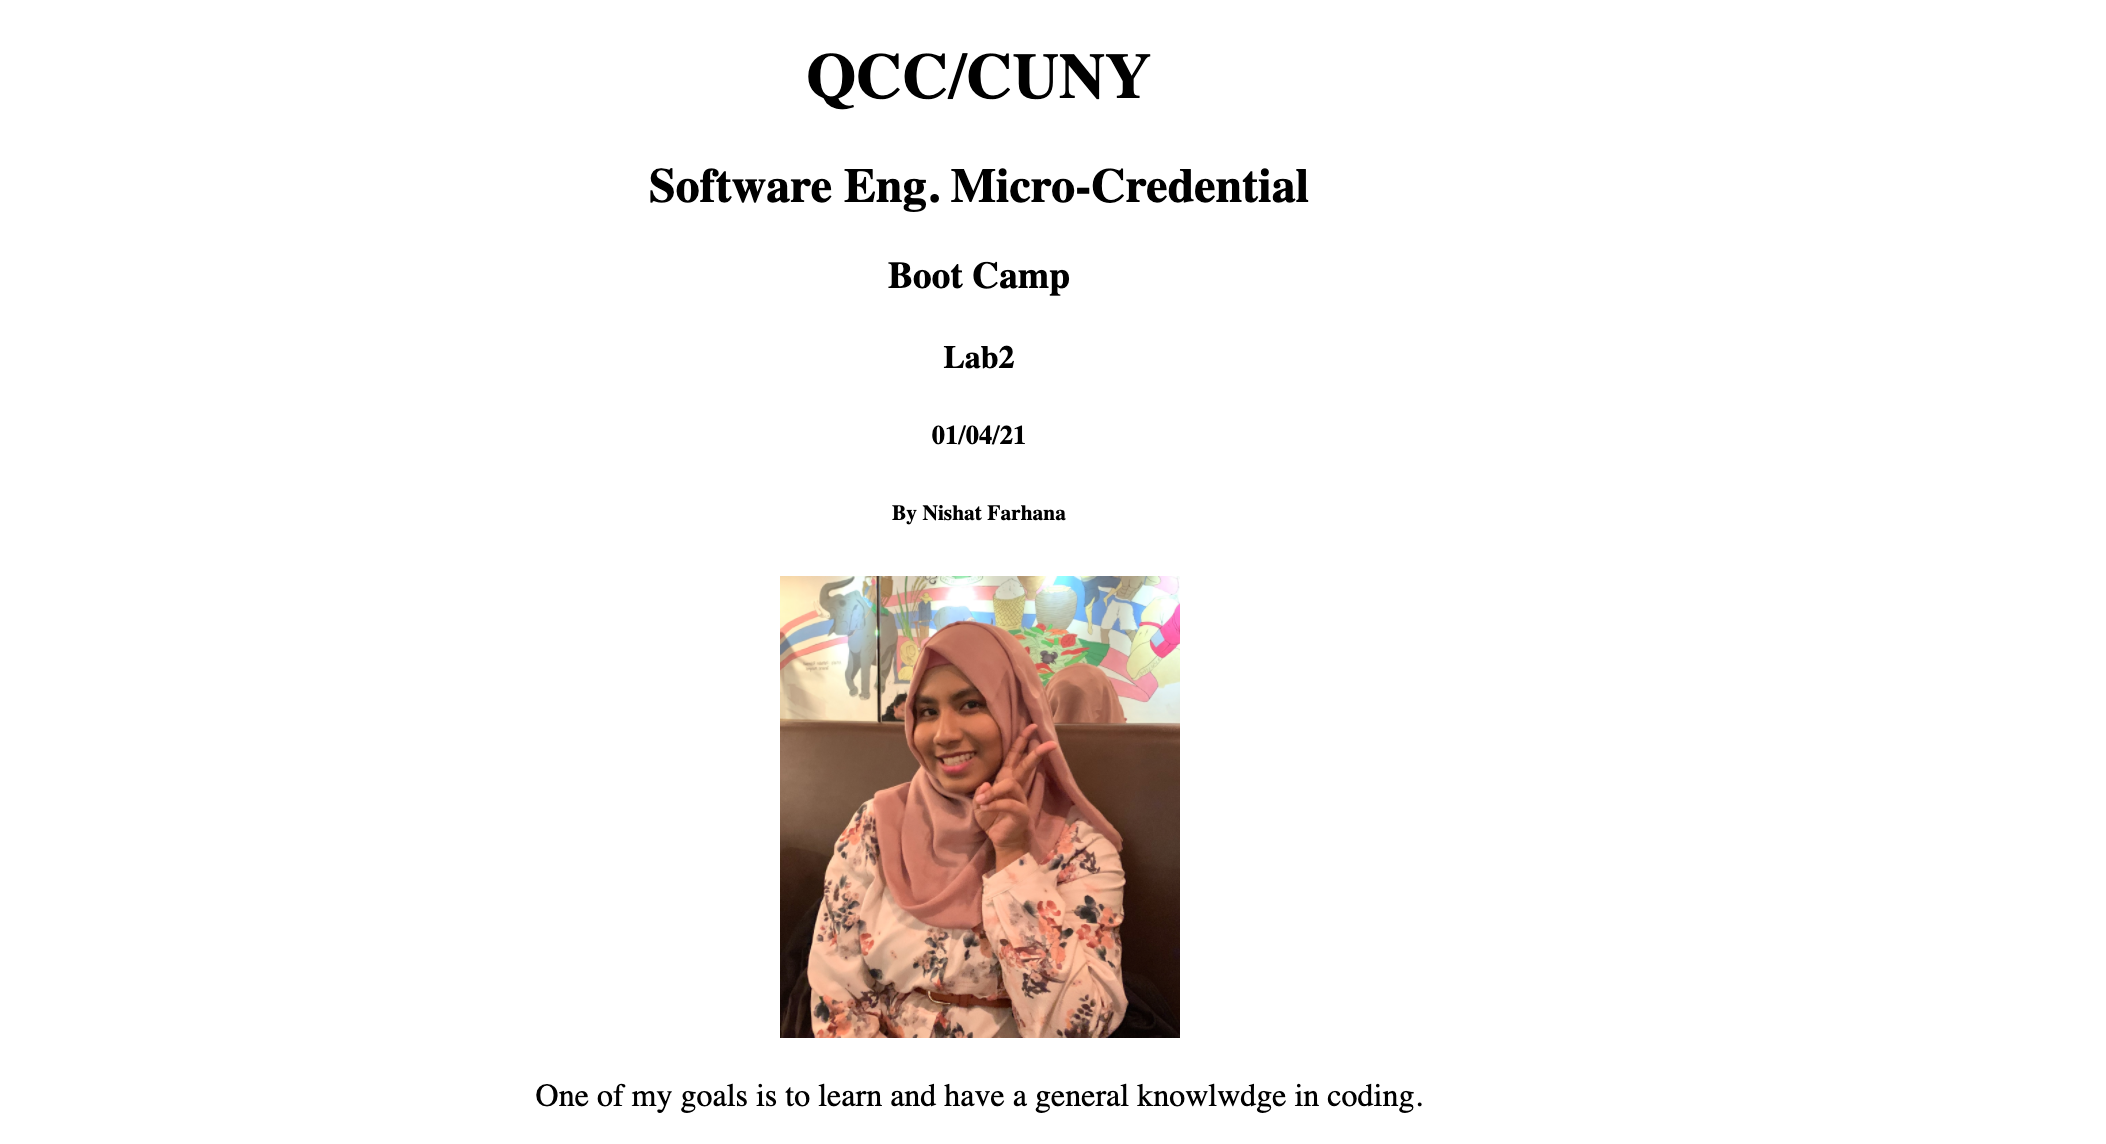 QCC/CUNY
Software Eng. Micro-Credential
Boot Camp
Lab2
01/04/21
By Nishat Farhana
One of my goals is to learn and have a general knowlwdge in coding.